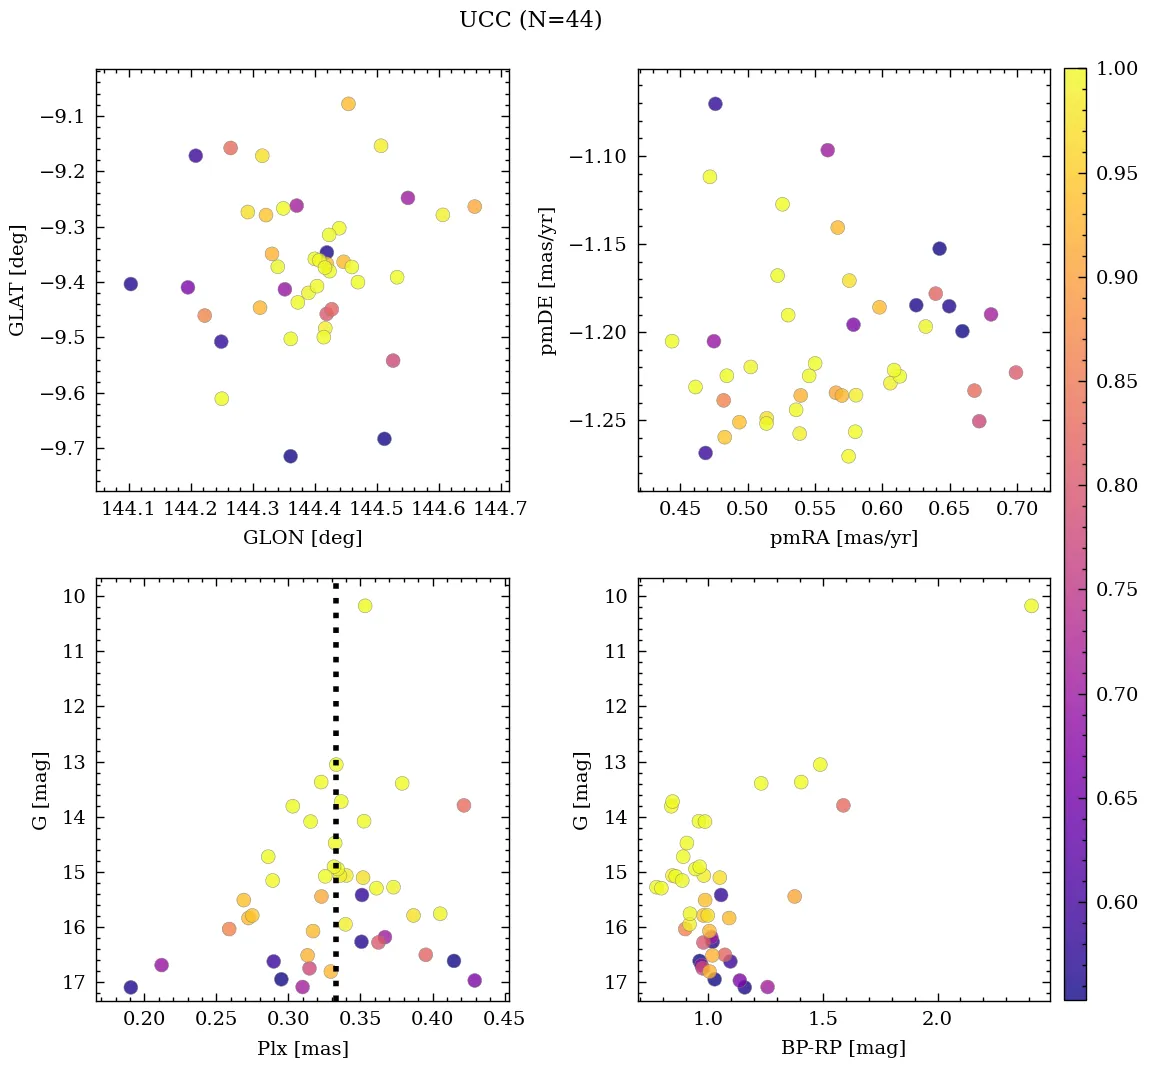 UCC (N=44)
−9.1
−9.2
−9.3
−9.4
−9.5
−9.6
−9.7
GLAT [deg]
144.1 144.2 144.3 144.4 144.5 144.6 144.7
GLON [deg]
−1.10
−1.15
−1.20
−1.25
pmDE [mas/yr]
0.45 0.50 0.55 0.60 0.65 0.70
pmRA [mas/yr]
10
11
12
13
14
15
16
17
G [mag]
0.20 0.25 0.30 0.35 0.40 0.45
Plx [mas]
10
11
12
13
14
15
16
17
G [mag]
1.0 1.5 2.0
BP-RP [mag]
1.00
0.95
0.90
0.85
0.80
0.75
0.70
0.65
0.60